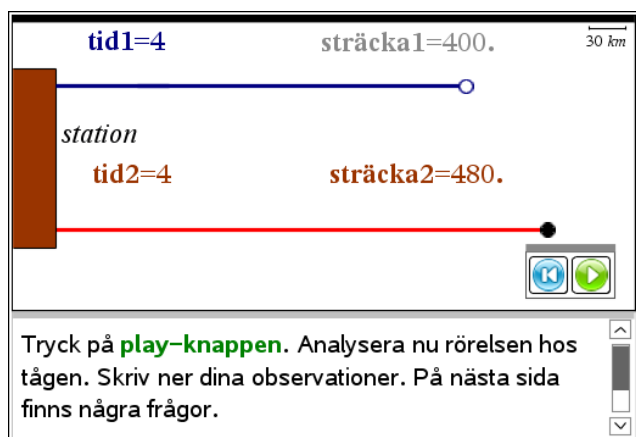 tid1=4 sträcka1=400. 30 km
station
tid2=4 sträcka2=480.
Tryck på play-knappen. Analysera nu rörelsen hos
tågen. Skriv ner dina observationer. På nästa sida
finns några frågor.